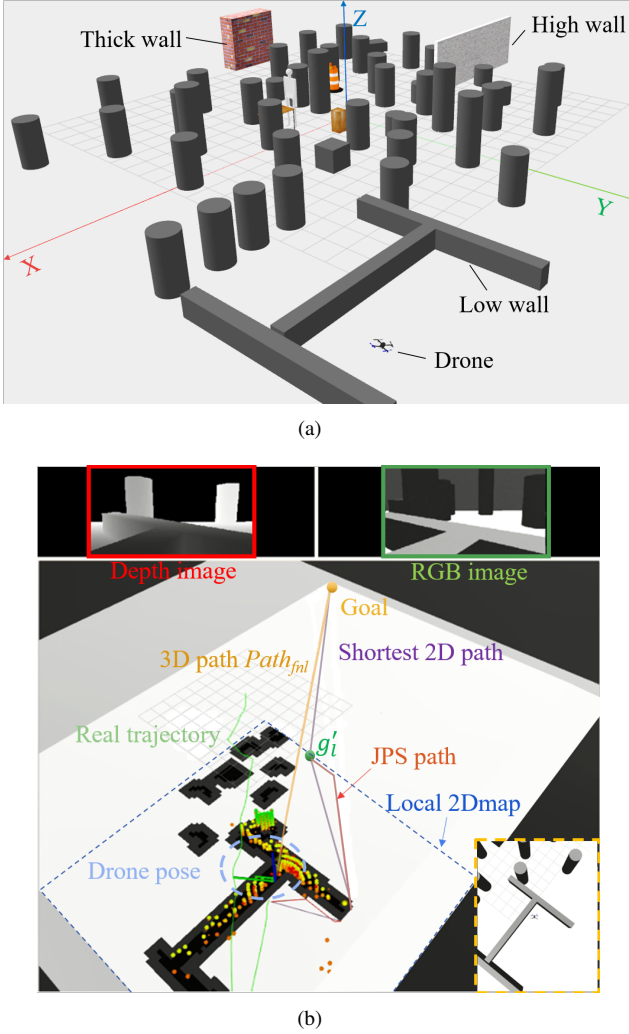 Z
High wall
Thick wall
Y
X
Low wall
Drone
(a)
Depth image
RGB image
Goal
3D path Path_fnl
Shortest 2D path
Real trajectory
g'_l
JPS path
Local 2Dmap
Drone pose
(b)